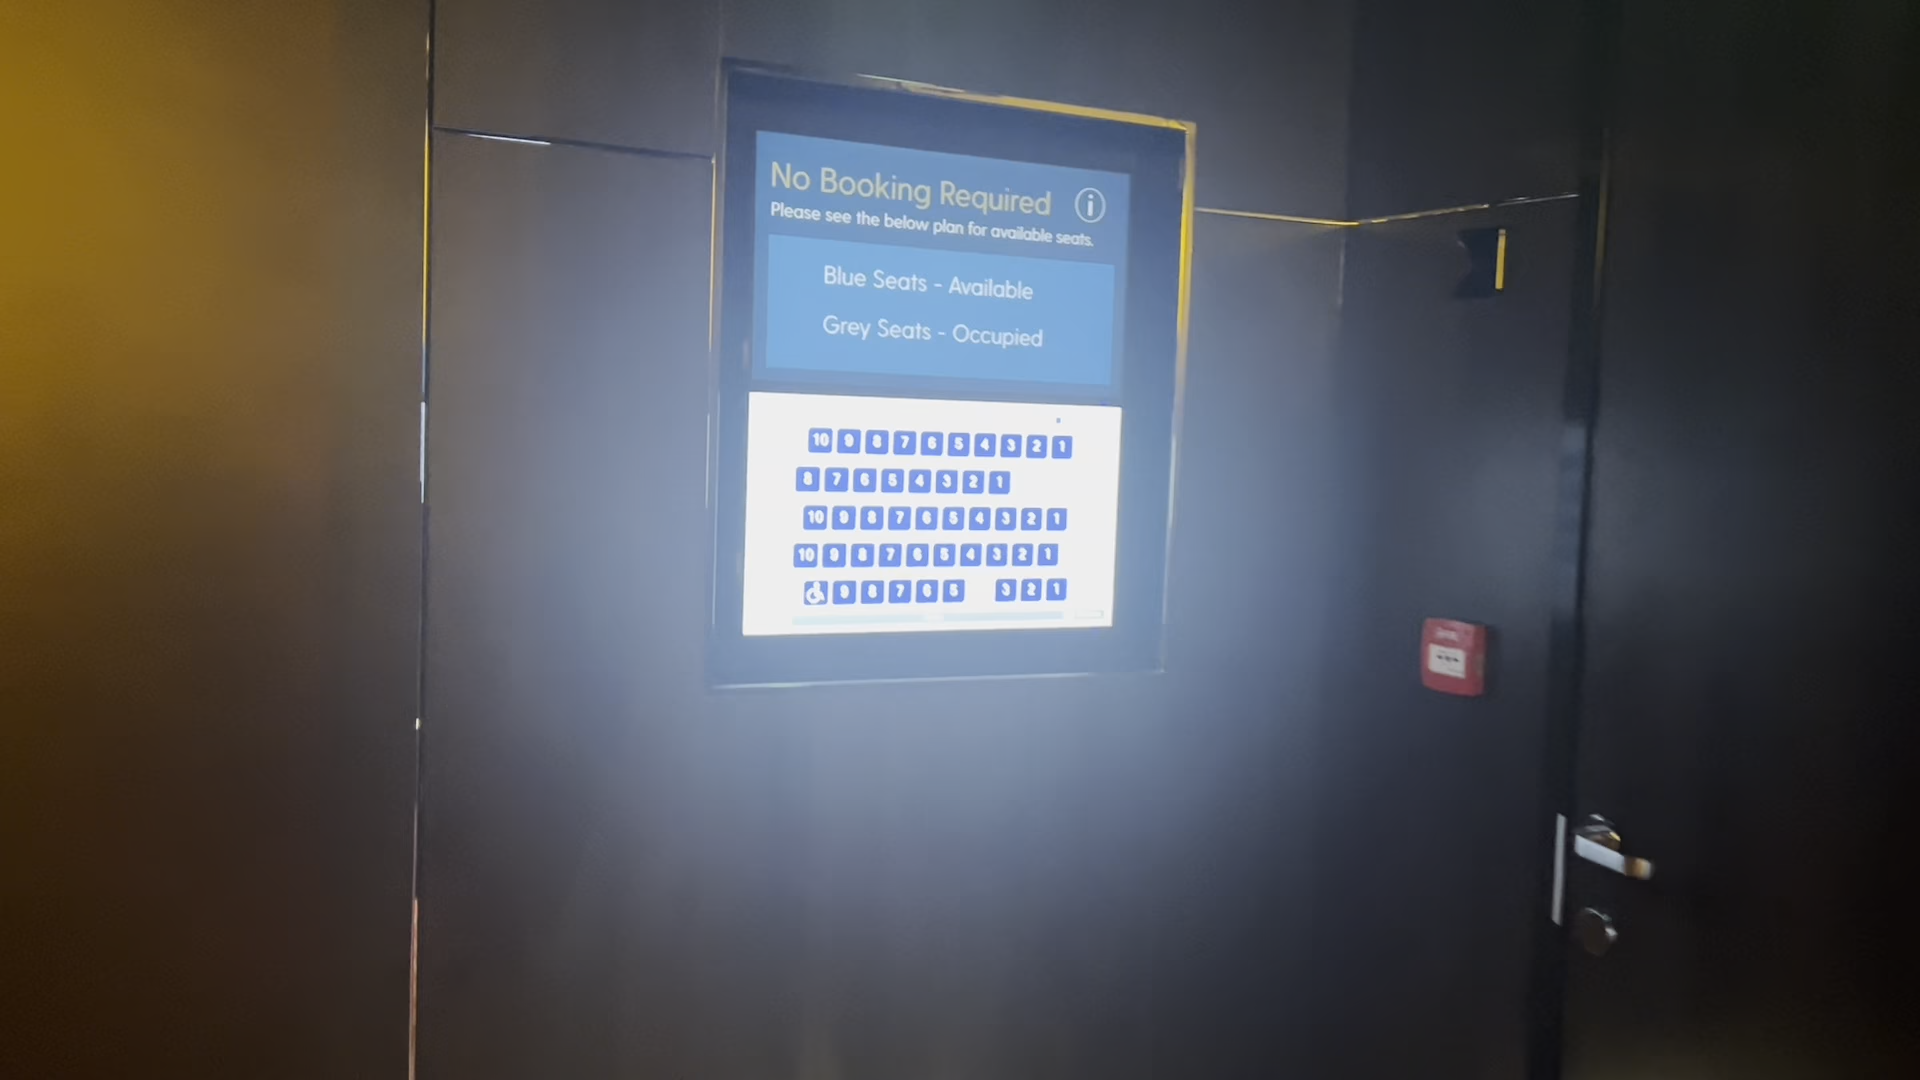 No Booking Required i
Please see the below plan for available seats.
Blue Seats - Available
Grey Seats - Occupied
10 9 8 7 6 5 4 3 2 1
8 7 6 5 4 3 2 1
10 9 8 7 6 5 4 3 2 1
10 9 8 7 6 5 4 3 2 1
9 8 7 6 5 3 2 1